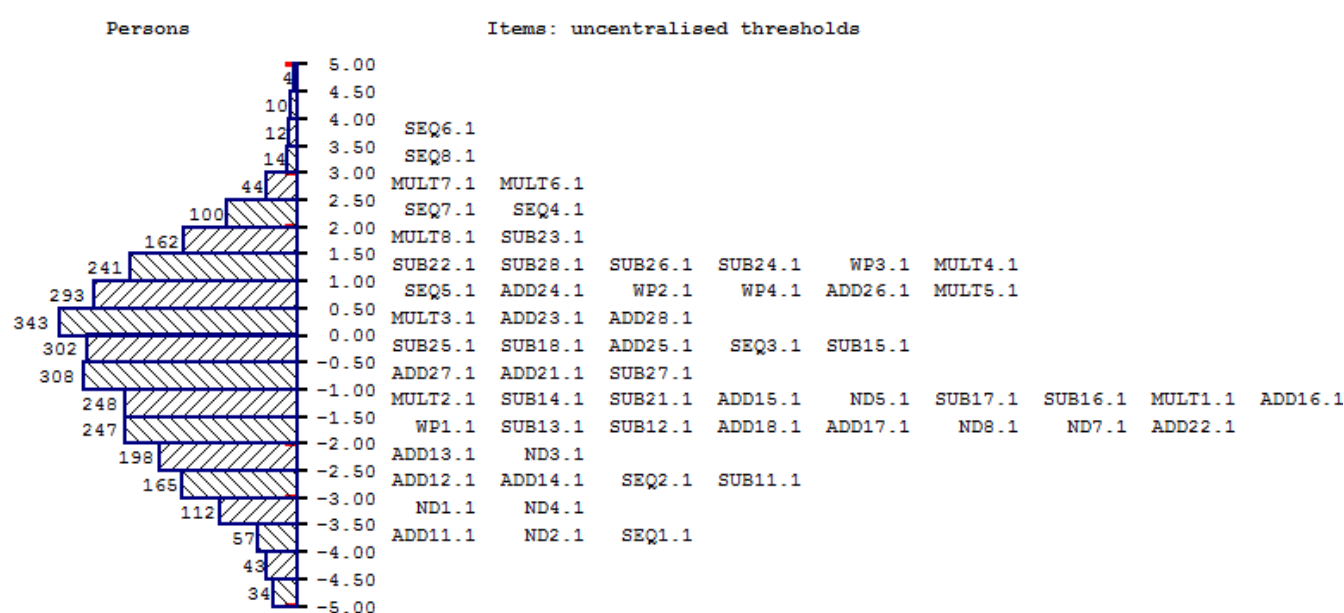 Persons Items: uncentralised thresholds
5.00
4
4.50
10
4.00
12 SEQ6.1
3.50
14 SEQ8.1
3.00
44 MULT7.1 MULT6.1
2.50
100 SEQ7.1 SEQ4.1
2.00
162 MULT8.1 SUB23.1
1.50
241 SUB22.1 SUB28.1 SUB26.1 SUB24.1 WP3.1 MULT4.1
1.00
293 SEQ5.1 ADD24.1 WP2.1 WP4.1 ADD26.1 MULT5.1
0.50
343 MULT3.1 ADD23.1 ADD28.1
0.00
302 SUB25.1 SUB18.1 ADD25.1 SEQ3.1 SUB15.1
-0.50
308 ADD27.1 ADD21.1 SUB27.1
-1.00
248 MULT2.1 SUB14.1 SUB21.1 ADD15.1 ND5.1 SUB17.1 SUB16.1 MULT1.1 ADD16.1
-1.50
247 WP1.1 SUB13.1 SUB12.1 ADD18.1 ADD17.1 ND8.1 ND7.1 ADD22.1
-2.00
198 ADD13.1 ND3.1
-2.50
165 ADD12.1 ADD14.1 SEQ2.1 SUB11.1
-3.00
112 ND1.1 ND4.1
-3.50
57 ADD11.1 ND2.1 SEQ1.1
-4.00
43
-4.50
34
-5.00